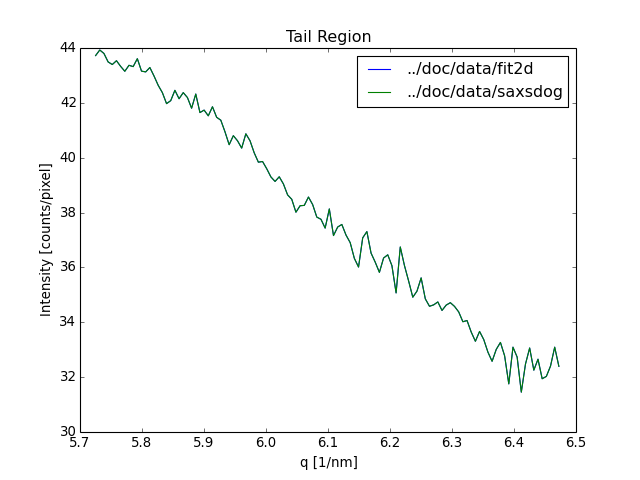 Tail Region
../doc/data/fit2d
../doc/data/saxsdog
Intensity [counts/pixel]
44
42
40
38
36
34
32
30
5.7 5.8 5.9 6.0 6.1 6.2 6.3 6.4 6.5
q [1/nm]